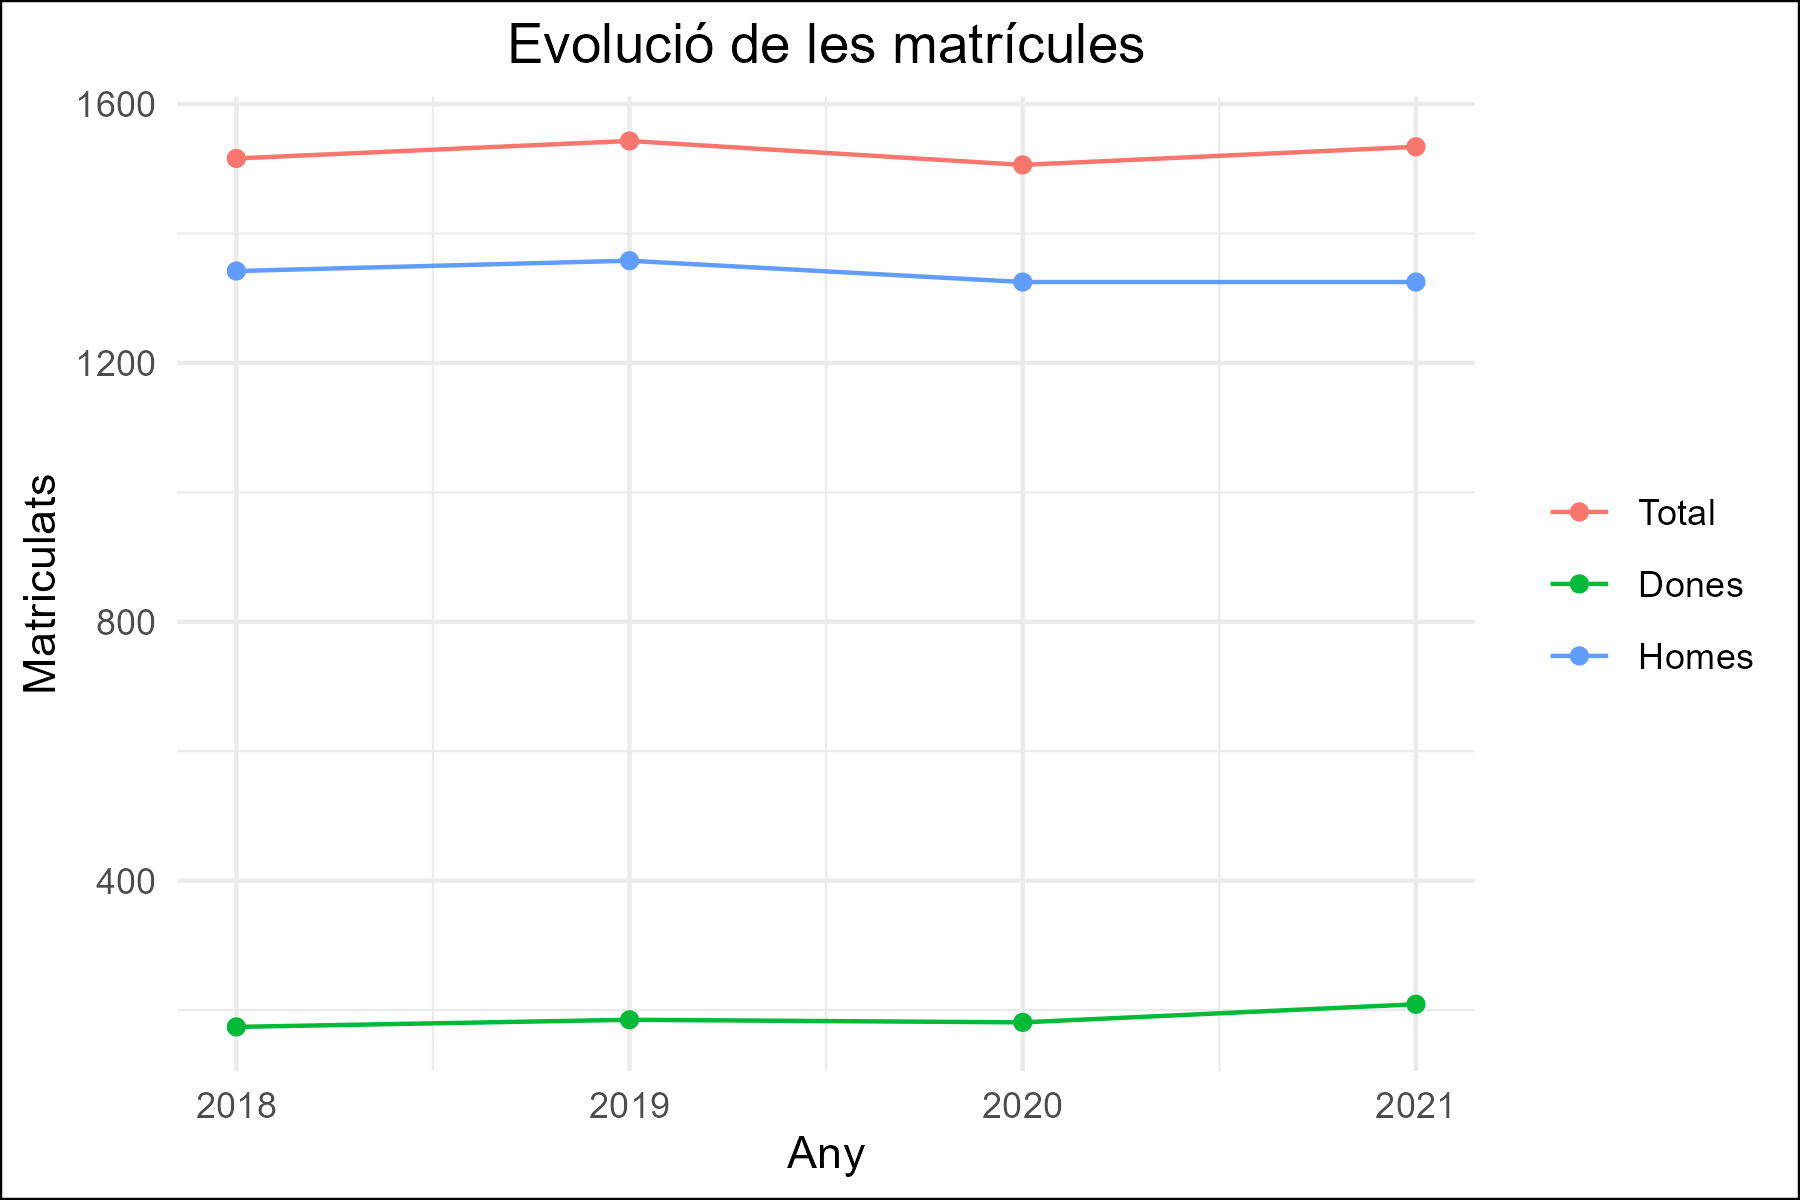 Evolució de les matrícules
1600
1200
800
400
Matriculats
2018 2019 2020 2021
Any
Total
Dones
Homes